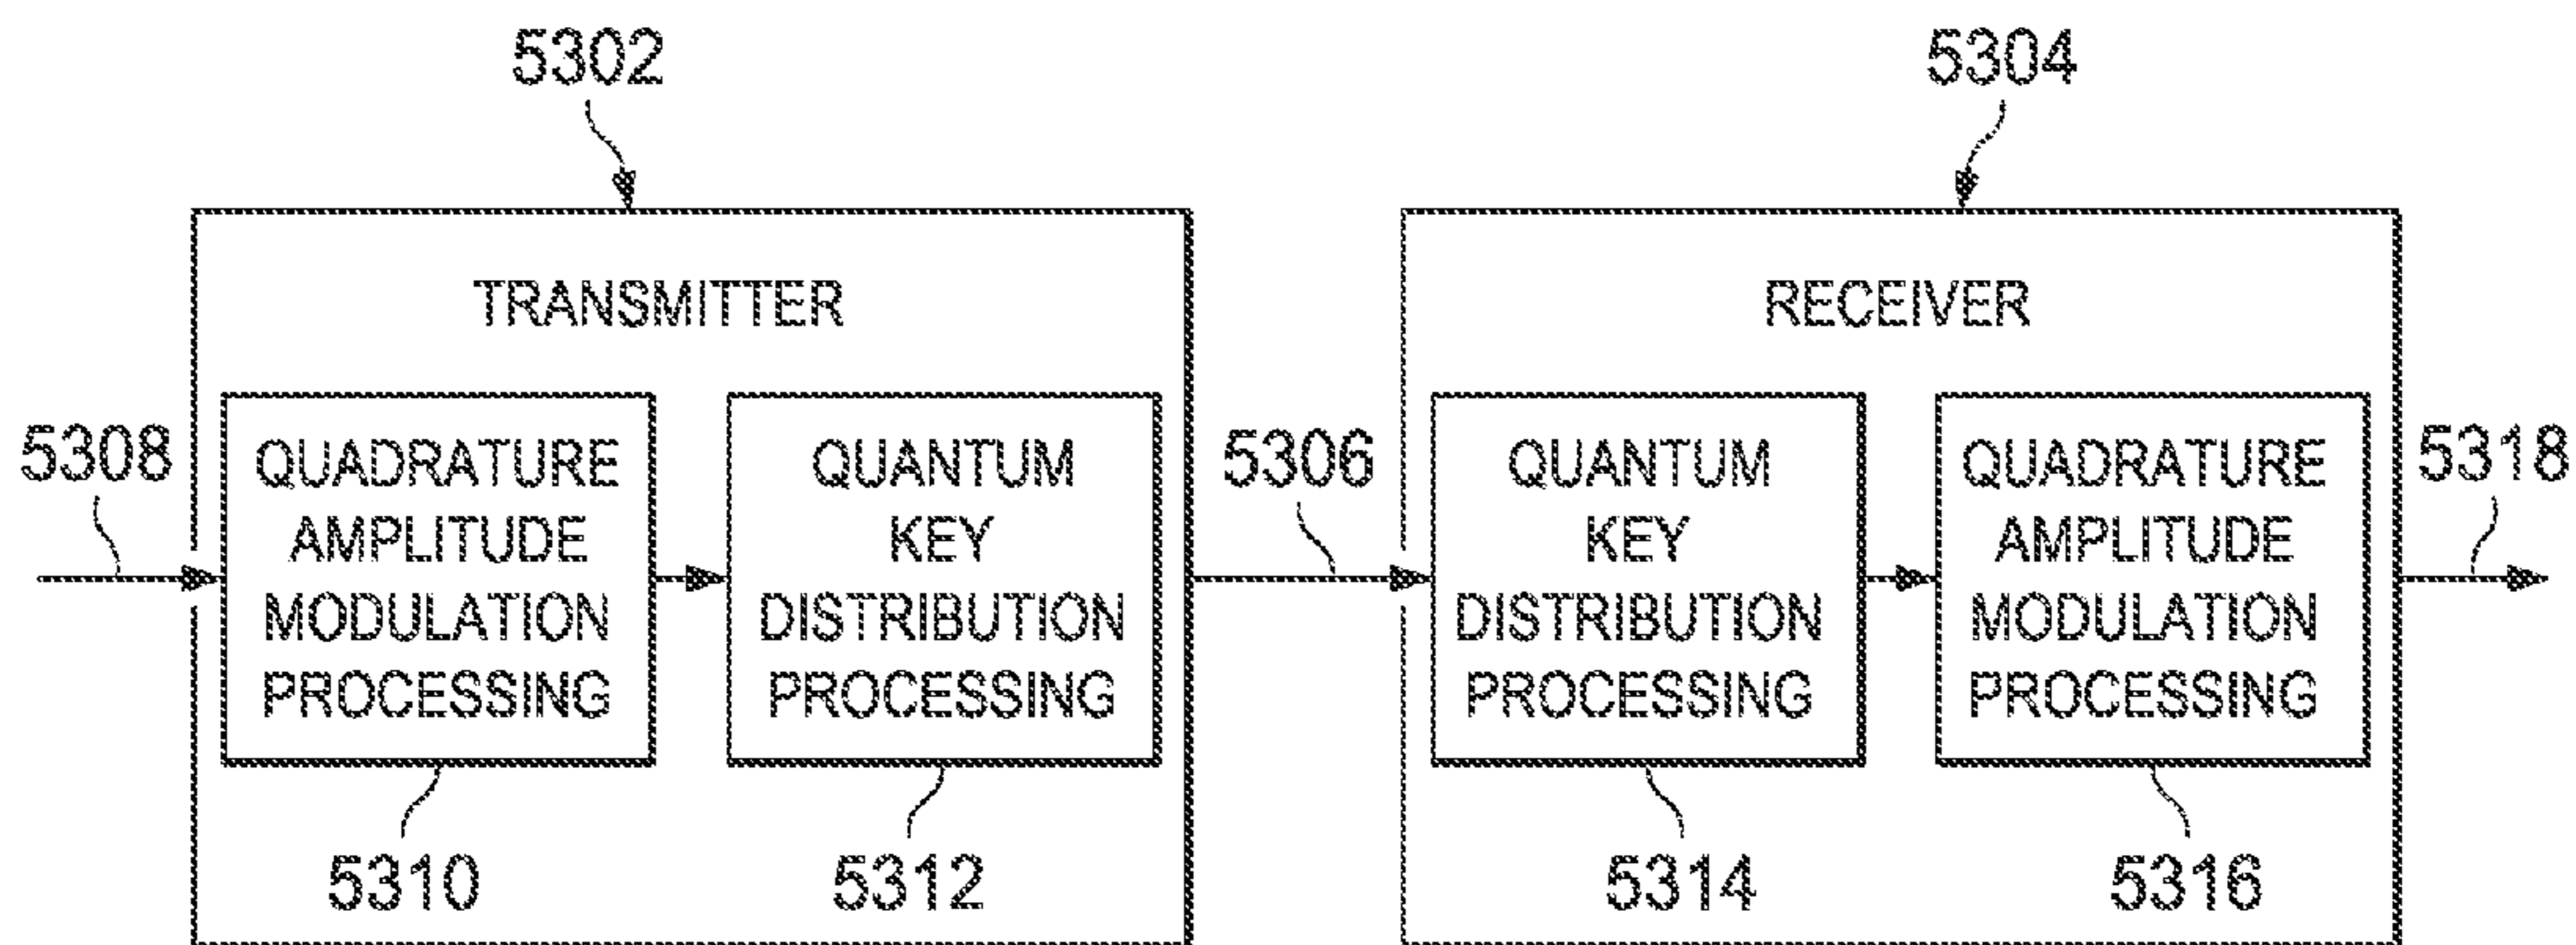 5302
5304
TRANSMITTER
RECEIVER
5308
QUADRATURE
AMPLITUDE
MODULATION
PROCESSING
QUANTUM
KEY
DISTRIBUTION
PROCESSING
5306
QUANTUM
KEY
DISTRIBUTION
PROCESSING
QUADRATURE
AMPLITUDE
MODULATION
PROCESSING
5318
5310
5312
5314
5316